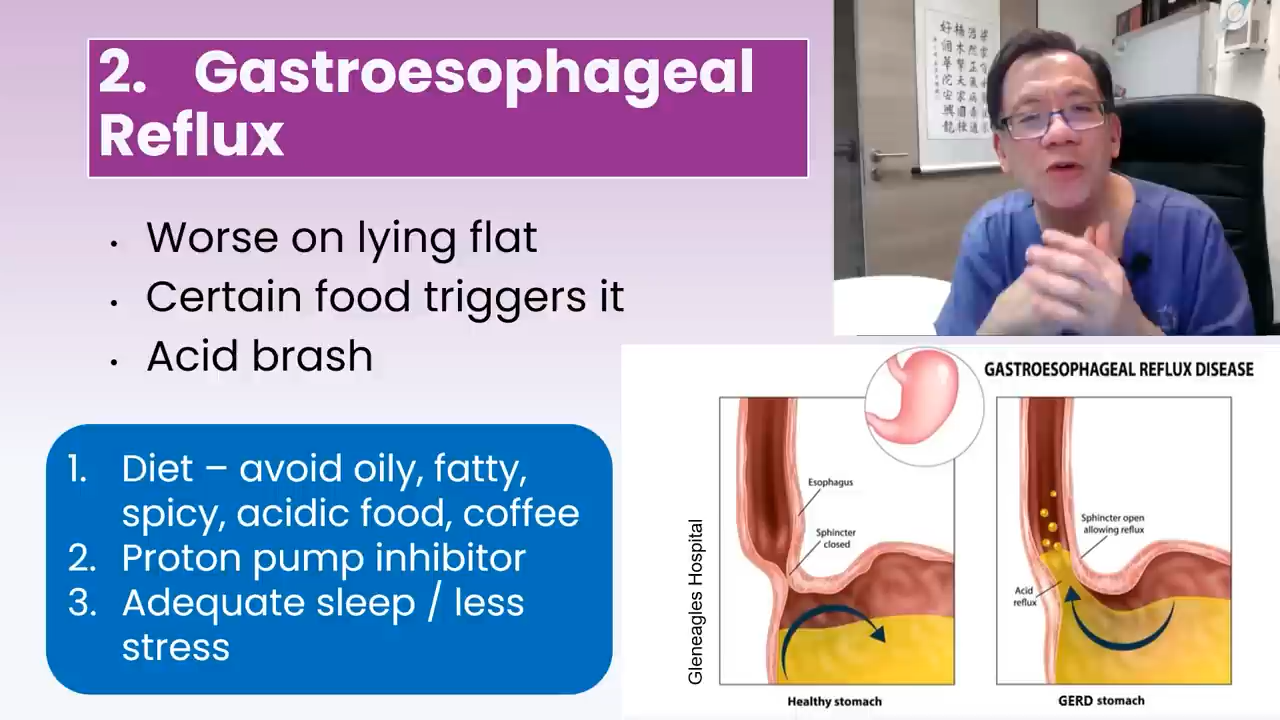 2. Gastroesophageal
Reflux
• Worse on lying flat
• Certain food triggers it
• Acid brash
1. Diet – avoid oily, fatty,
spicy, acidic food, coffee
2. Proton pump inhibitor
3. Adequate sleep / less
stress
GASTROESOPHAGEAL REFLUX DISEASE
Esophagus
Sphincter
closed
Healthy stomach
Sphincter open
allowing reflux
Acid
reflux
GERD stomach
Gleneagles Hospital